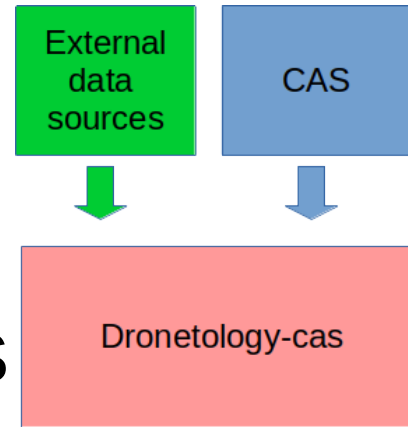 External
data
sources
CAS
Dronetology-cas
s